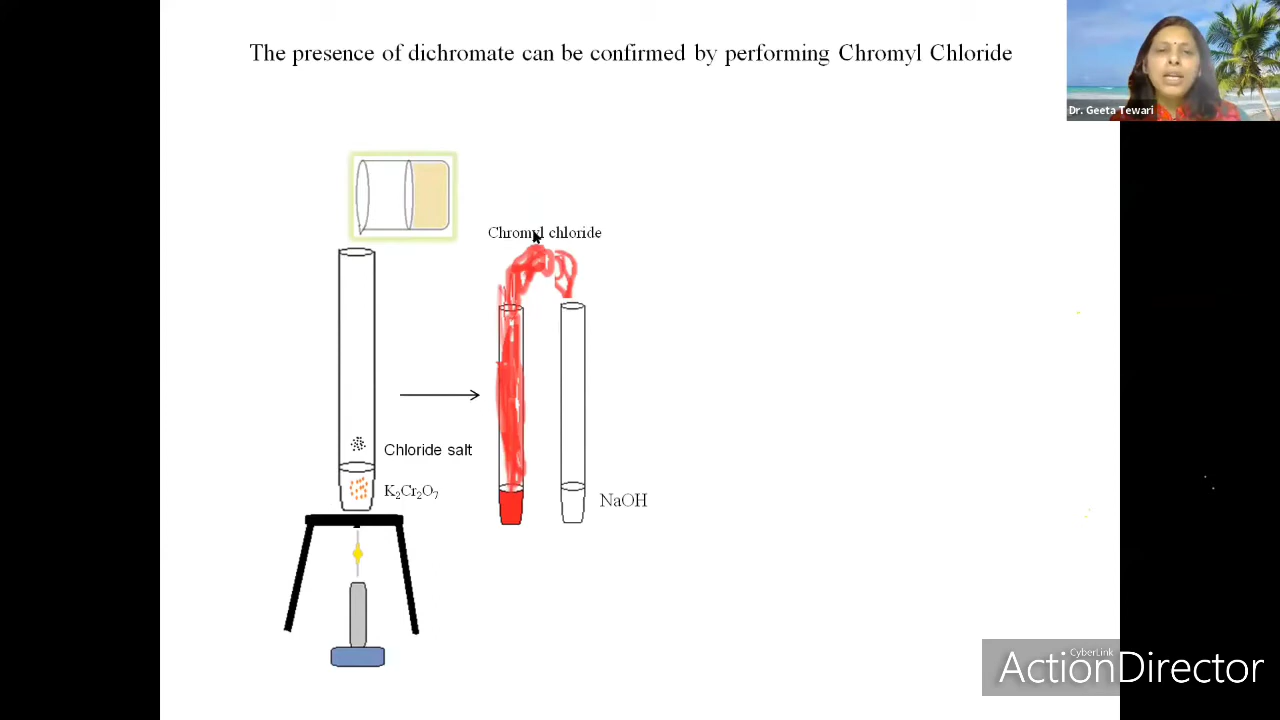 The presence of dichromate can be confirmed by performing Chromyl Chloride
Dr. Geeta Tewari
Chromyl chloride
Chloride salt
K₂Cr₂O₇
NaOH
CyberLink
ActionDirector